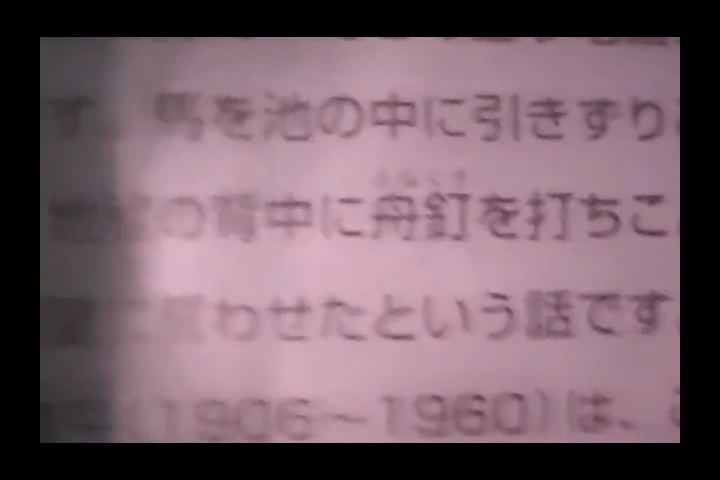 す。馬を池の中に引きずり
の背中に舟釘を打ちこ
わせたという話です
(1906～1960)は、